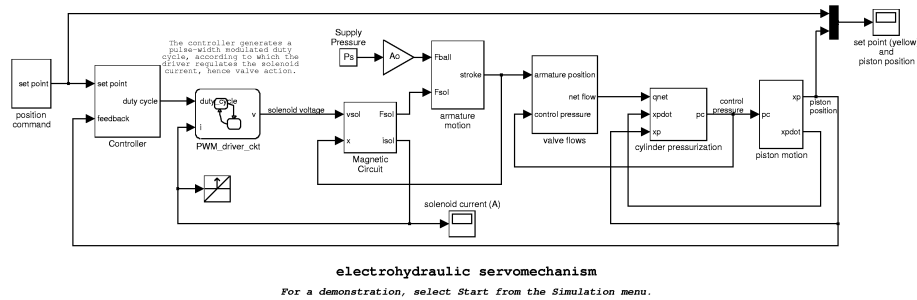 The controller generates a
pulse-width modulated duty
cycle, according to which the
driver regulates the solenoid
current, hence valve action.
Supply
Pressure
Ps
Ao
Fball
stroke
Fsol
armature
motion
set point
position
command
set point
duty cycle
feedback
Controller
duty_cycle
v
i
PWM_driver_ckt
solenoid voltage
vsol
Fsol
x
isol
Magnetic
Circuit
armature position
net flow
control pressure
valve flows
qnet
xpdot
pc
xp
cylinder pressurization
control
pressure
xp
pc
xpdot
piston motion
piston
position
set point (yellow
and
piston position
solenoid current (A)
electrohydraulic servomechanism
For a demonstration, select Start from the Simulation menu.